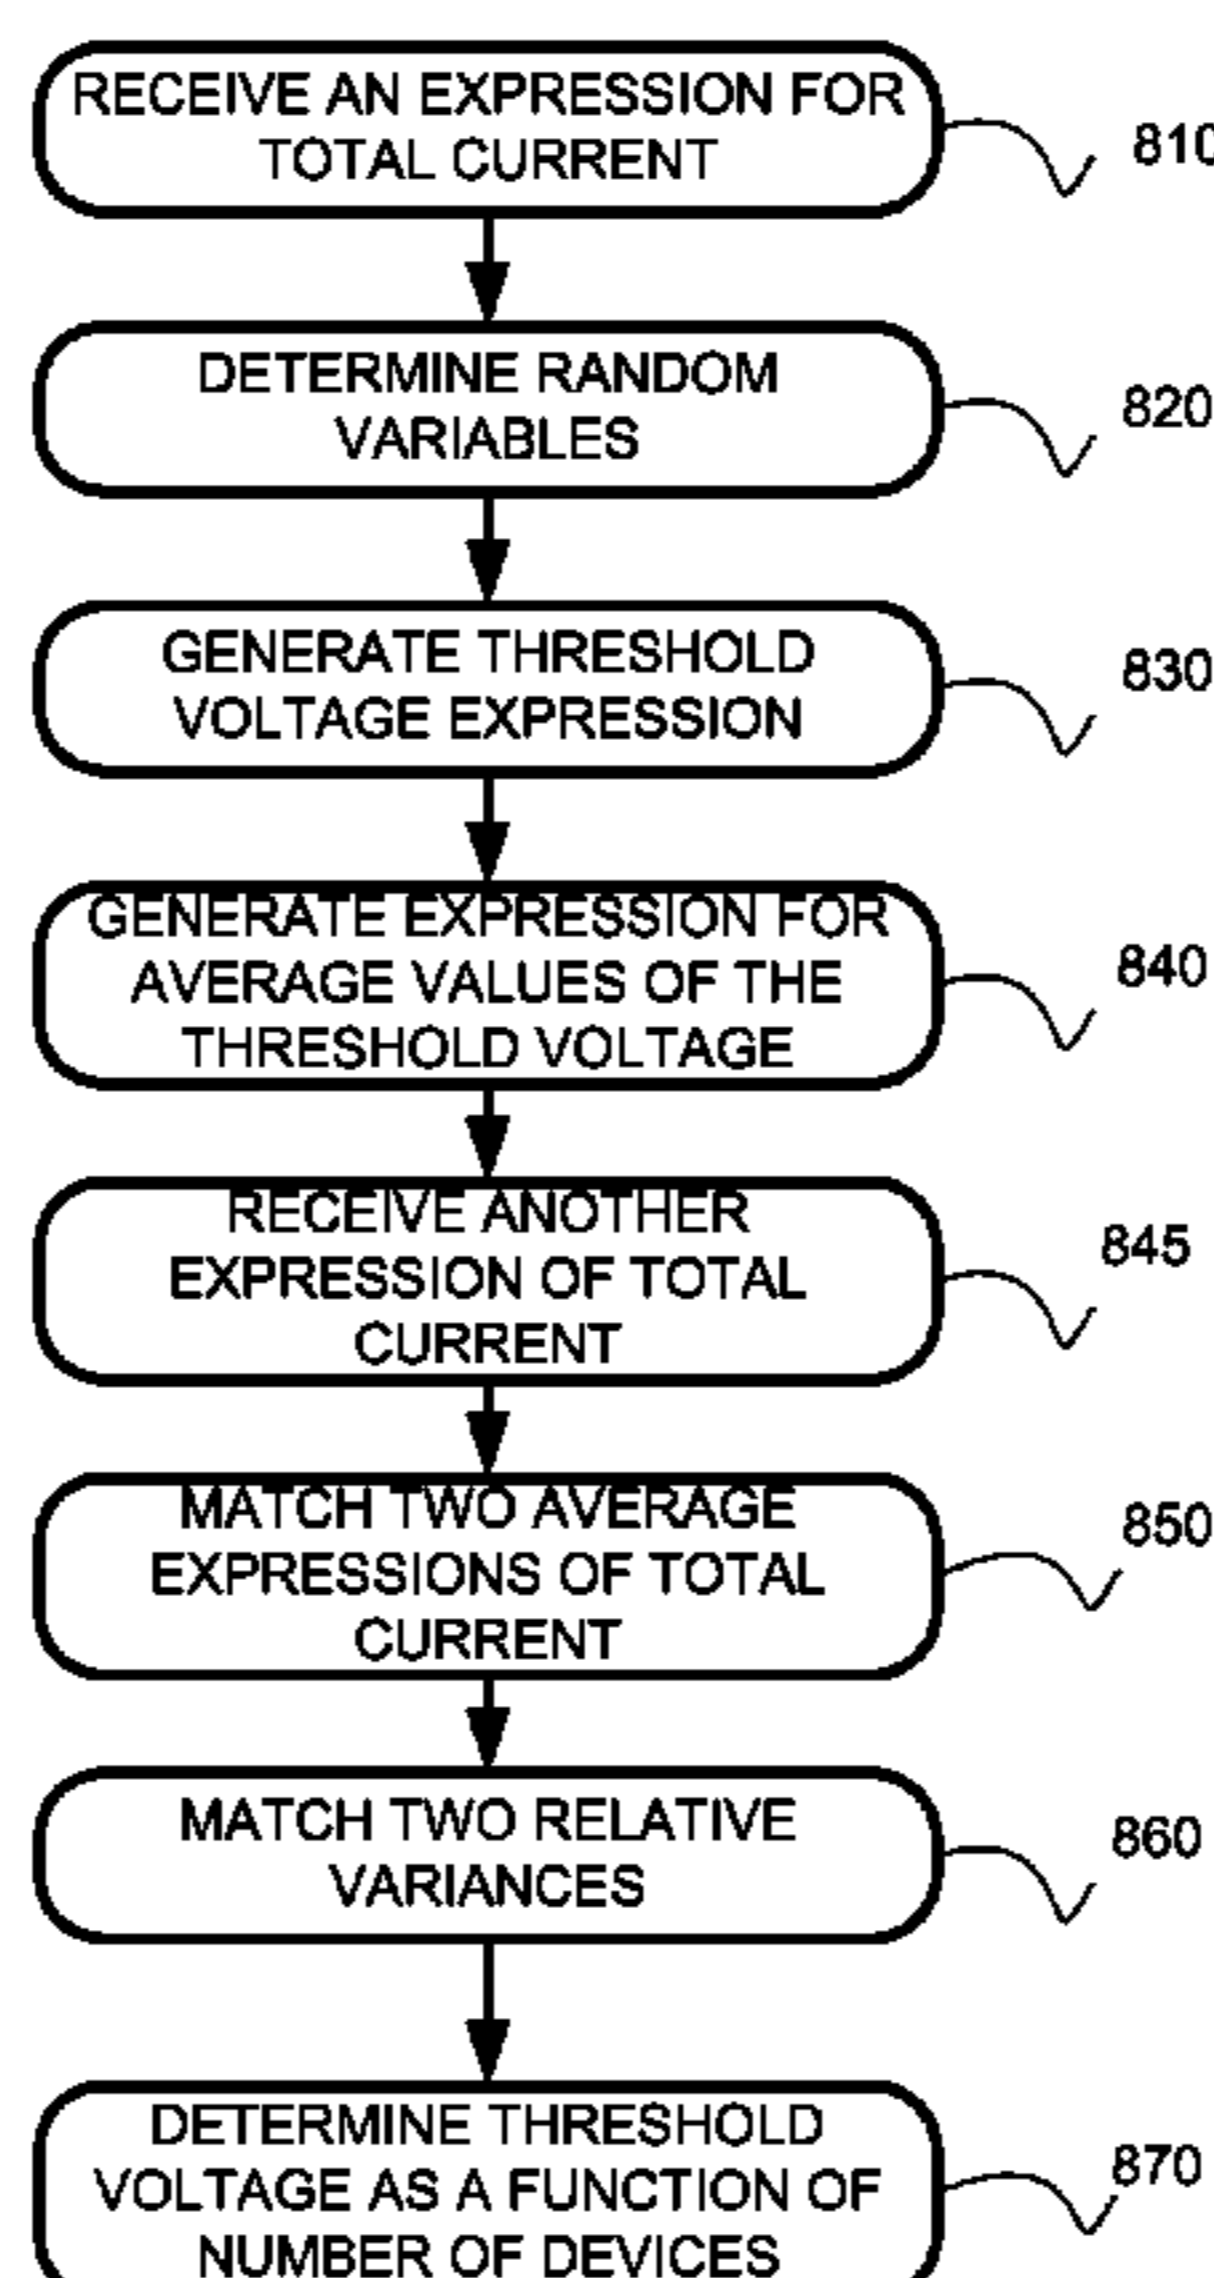 RECEIVE AN EXPRESSION FOR
TOTAL CURRENT
810
DETERMINE RANDOM
VARIABLES
820
GENERATE THRESHOLD
VOLTAGE EXPRESSION
830
GENERATE EXPRESSION FOR
AVERAGE VALUES OF THE
THRESHOLD VOLTAGE
840
RECEIVE ANOTHER
EXPRESSION OF TOTAL
CURRENT
845
MATCH TWO AVERAGE
EXPRESSIONS OF TOTAL
CURRENT
850
MATCH TWO RELATIVE
VARIANCES
860
DETERMINE THRESHOLD
VOLTAGE AS A FUNCTION OF
NUMBER OF DEVICES
870